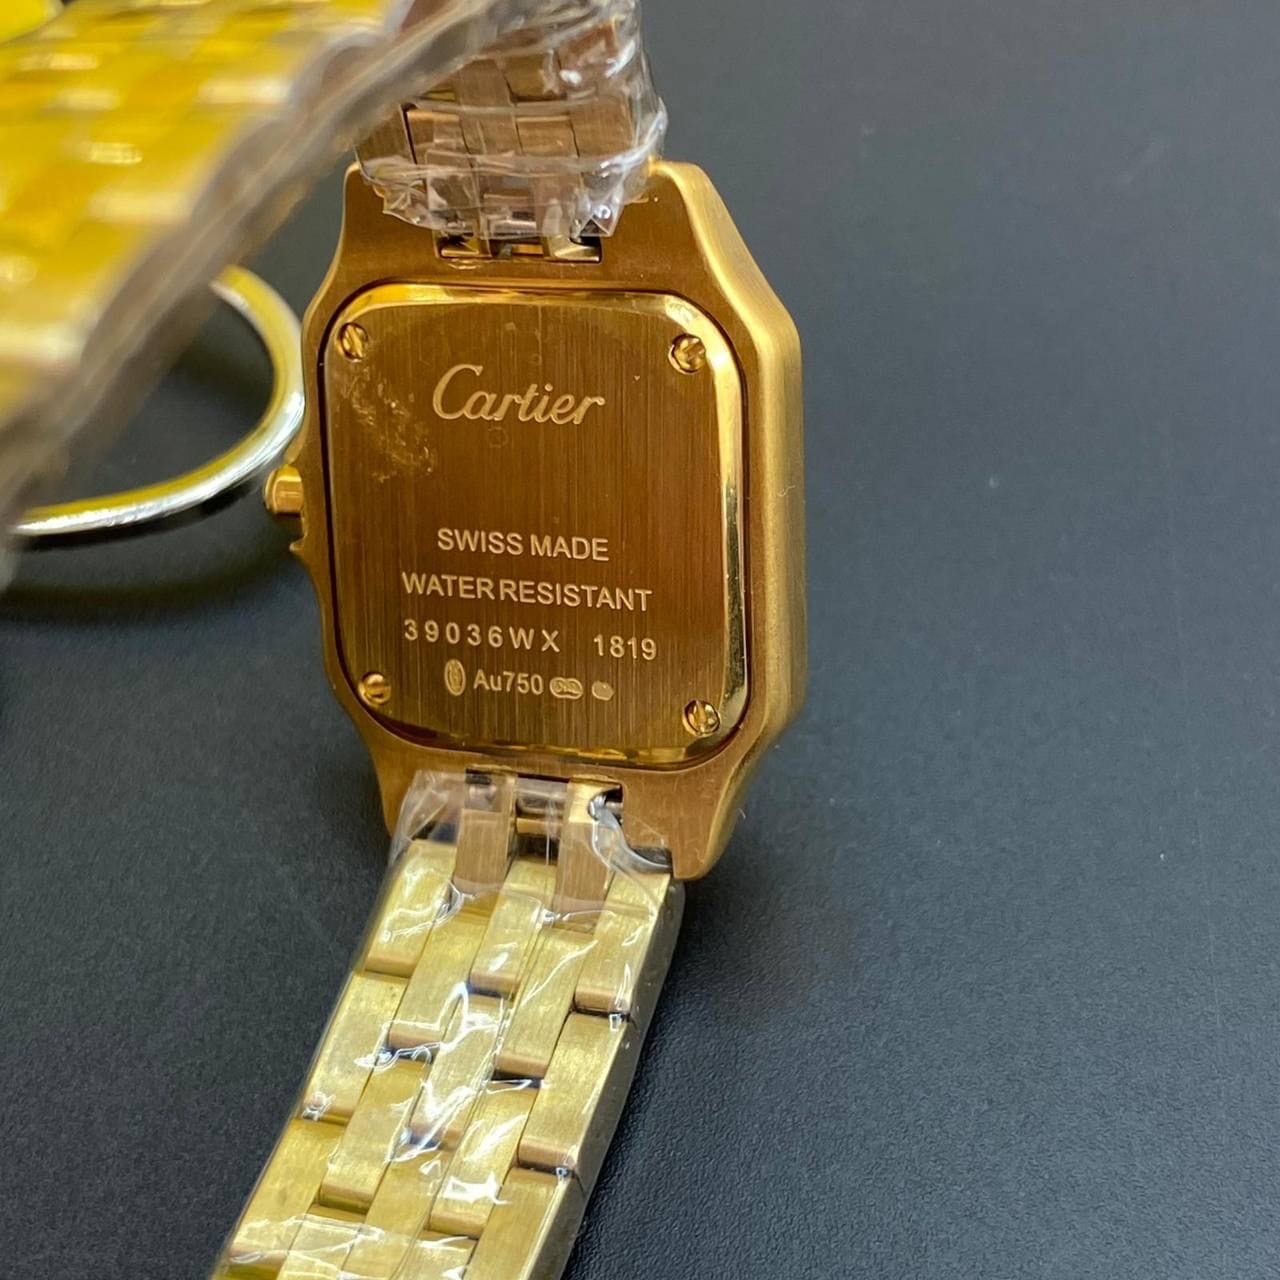 Cartier
SWISS MADE
WATER RESISTANT
39036WX 1819
Au750